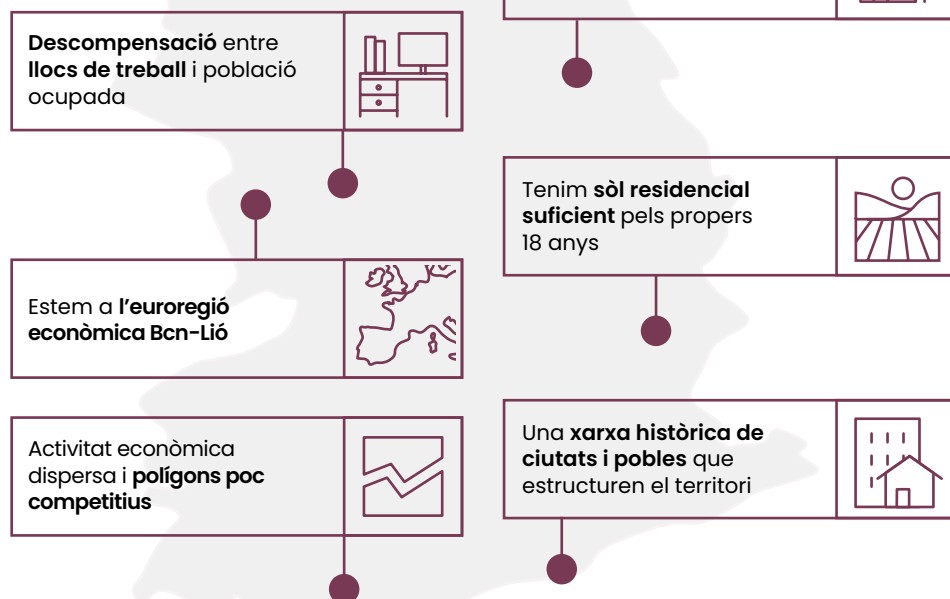 Descompensació entre
llocs de treball i població
ocupada
Estem a l’euroregió
econòmica Bcn-Lió
Activitat econòmica
dispersa i polígons poc
competitius
Tenim sòl residencial
suficient pels propers
18 anys
Una xarxa històrica de
ciutats i pobles que
estructuren el territori